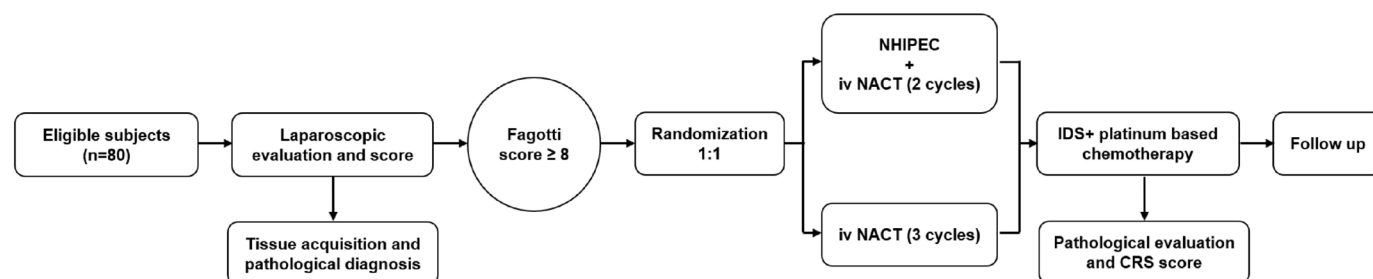 Eligible subjects
(n=80)
Laparoscopic
evaluation and score
Tissue acquisition and
pathological diagnosis
Fagotti
score ≥ 8
Randomization
1:1
NHIPEC
+
iv NACT (2 cycles)
iv NACT (3 cycles)
IDS+ platinum based
chemotherapy
Pathological evaluation
and CRS score
Follow up